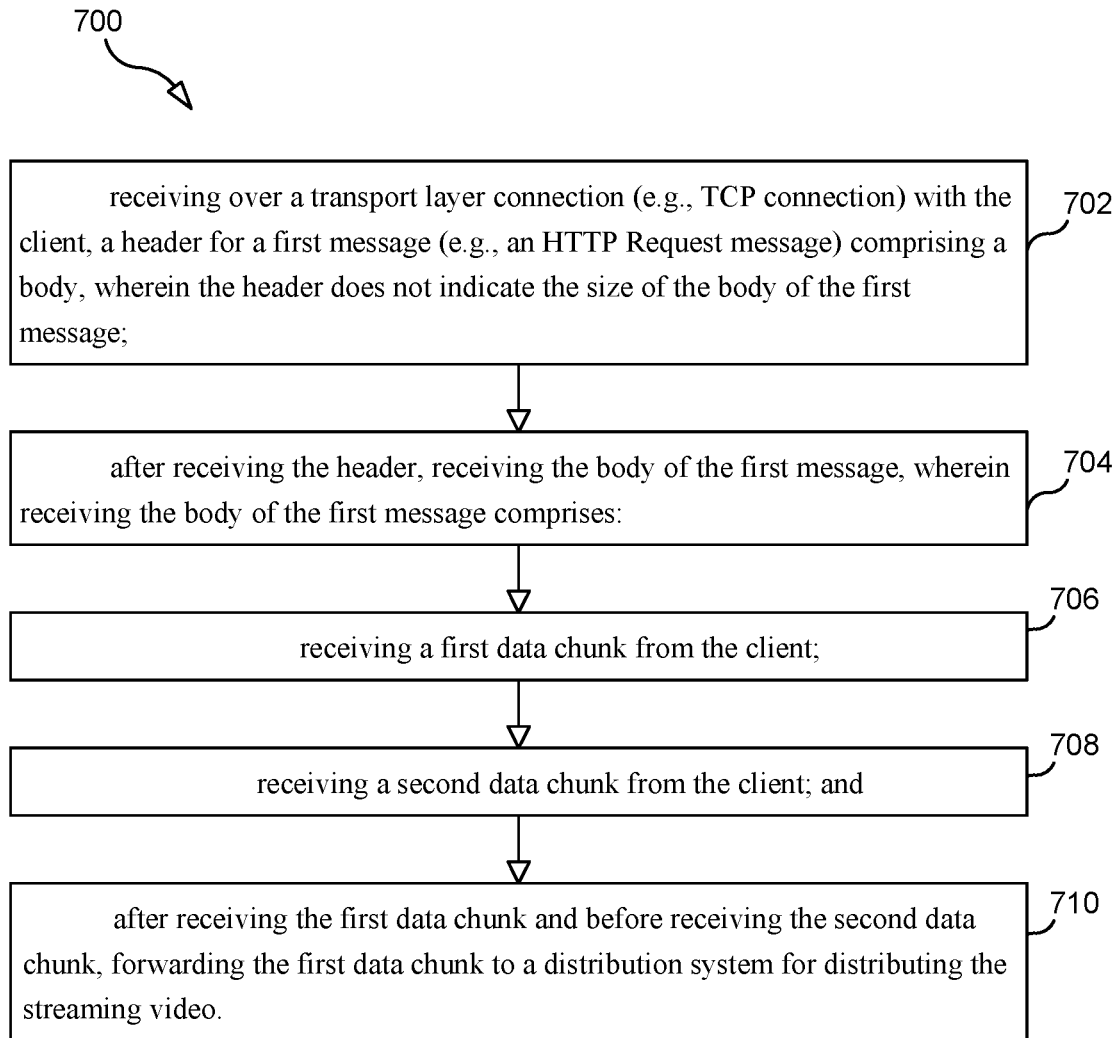 700
receiving over a transport layer connection (e.g., TCP connection) with the
702
client, a header for a first message (e.g., an HTTP Request message) comprising a
body, wherein the header does not indicate the size of the body of the first
message;
after receiving the header, receiving the body of the first message, wherein
704
receiving the body of the first message comprises:
706
receiving a first data chunk from the client;
708
receiving a second data chunk from the client; and
710
after receiving the first data chunk and before receiving the second data
chunk, forwarding the first data chunk to a distribution system for distributing the
streaming video.